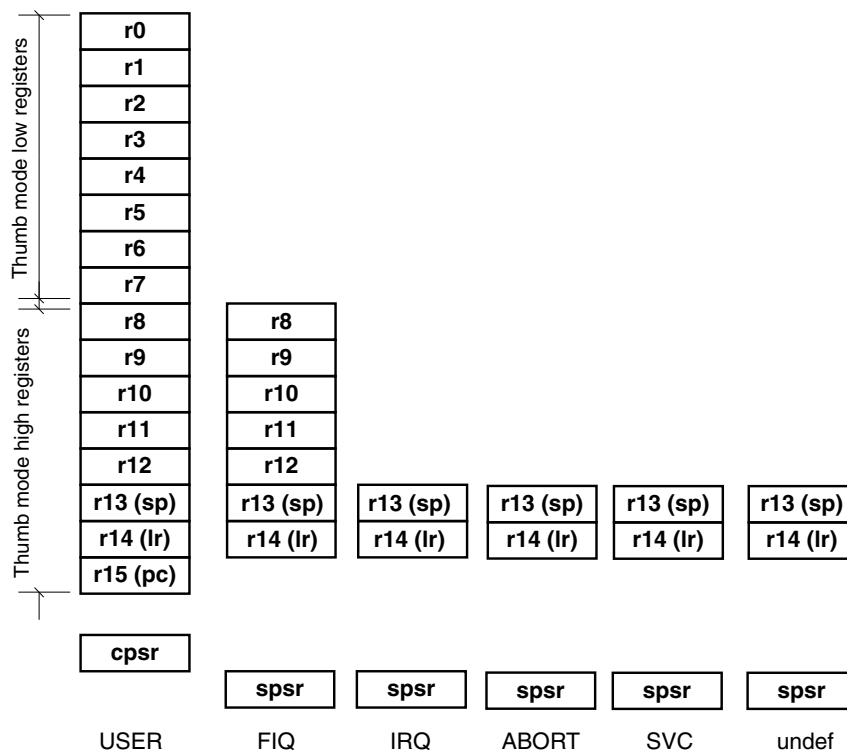 Thumb mode low registers
r0
r1
r2
r3
r4
r5
r6
r7
Thumb mode high registers
r8 r8
r9 r9
r10 r10
r11 r11
r12 r12
r13 (sp) r13 (sp) r13 (sp) r13 (sp) r13 (sp) r13 (sp)
r14 (lr) r14 (lr) r14 (lr) r14 (lr) r14 (lr) r14 (lr)
r15 (pc)
cpsr
spsr spsr spsr spsr spsr
USER FIQ IRQ ABORT SVC undef